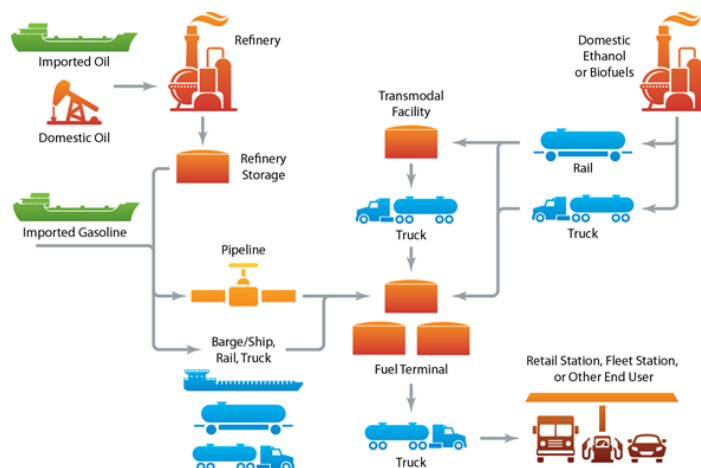 Imported Oil
Domestic Oil
Refinery
Refinery
Storage
Imported Gasoline
Pipeline
Barge/Ship,
Rail, Truck
Domestic
Ethanol
or Biofuels
Rail
Truck
Transmodal
Facility
Truck
Fuel Terminal
Truck
Retail Station, Fleet Station,
or Other End User